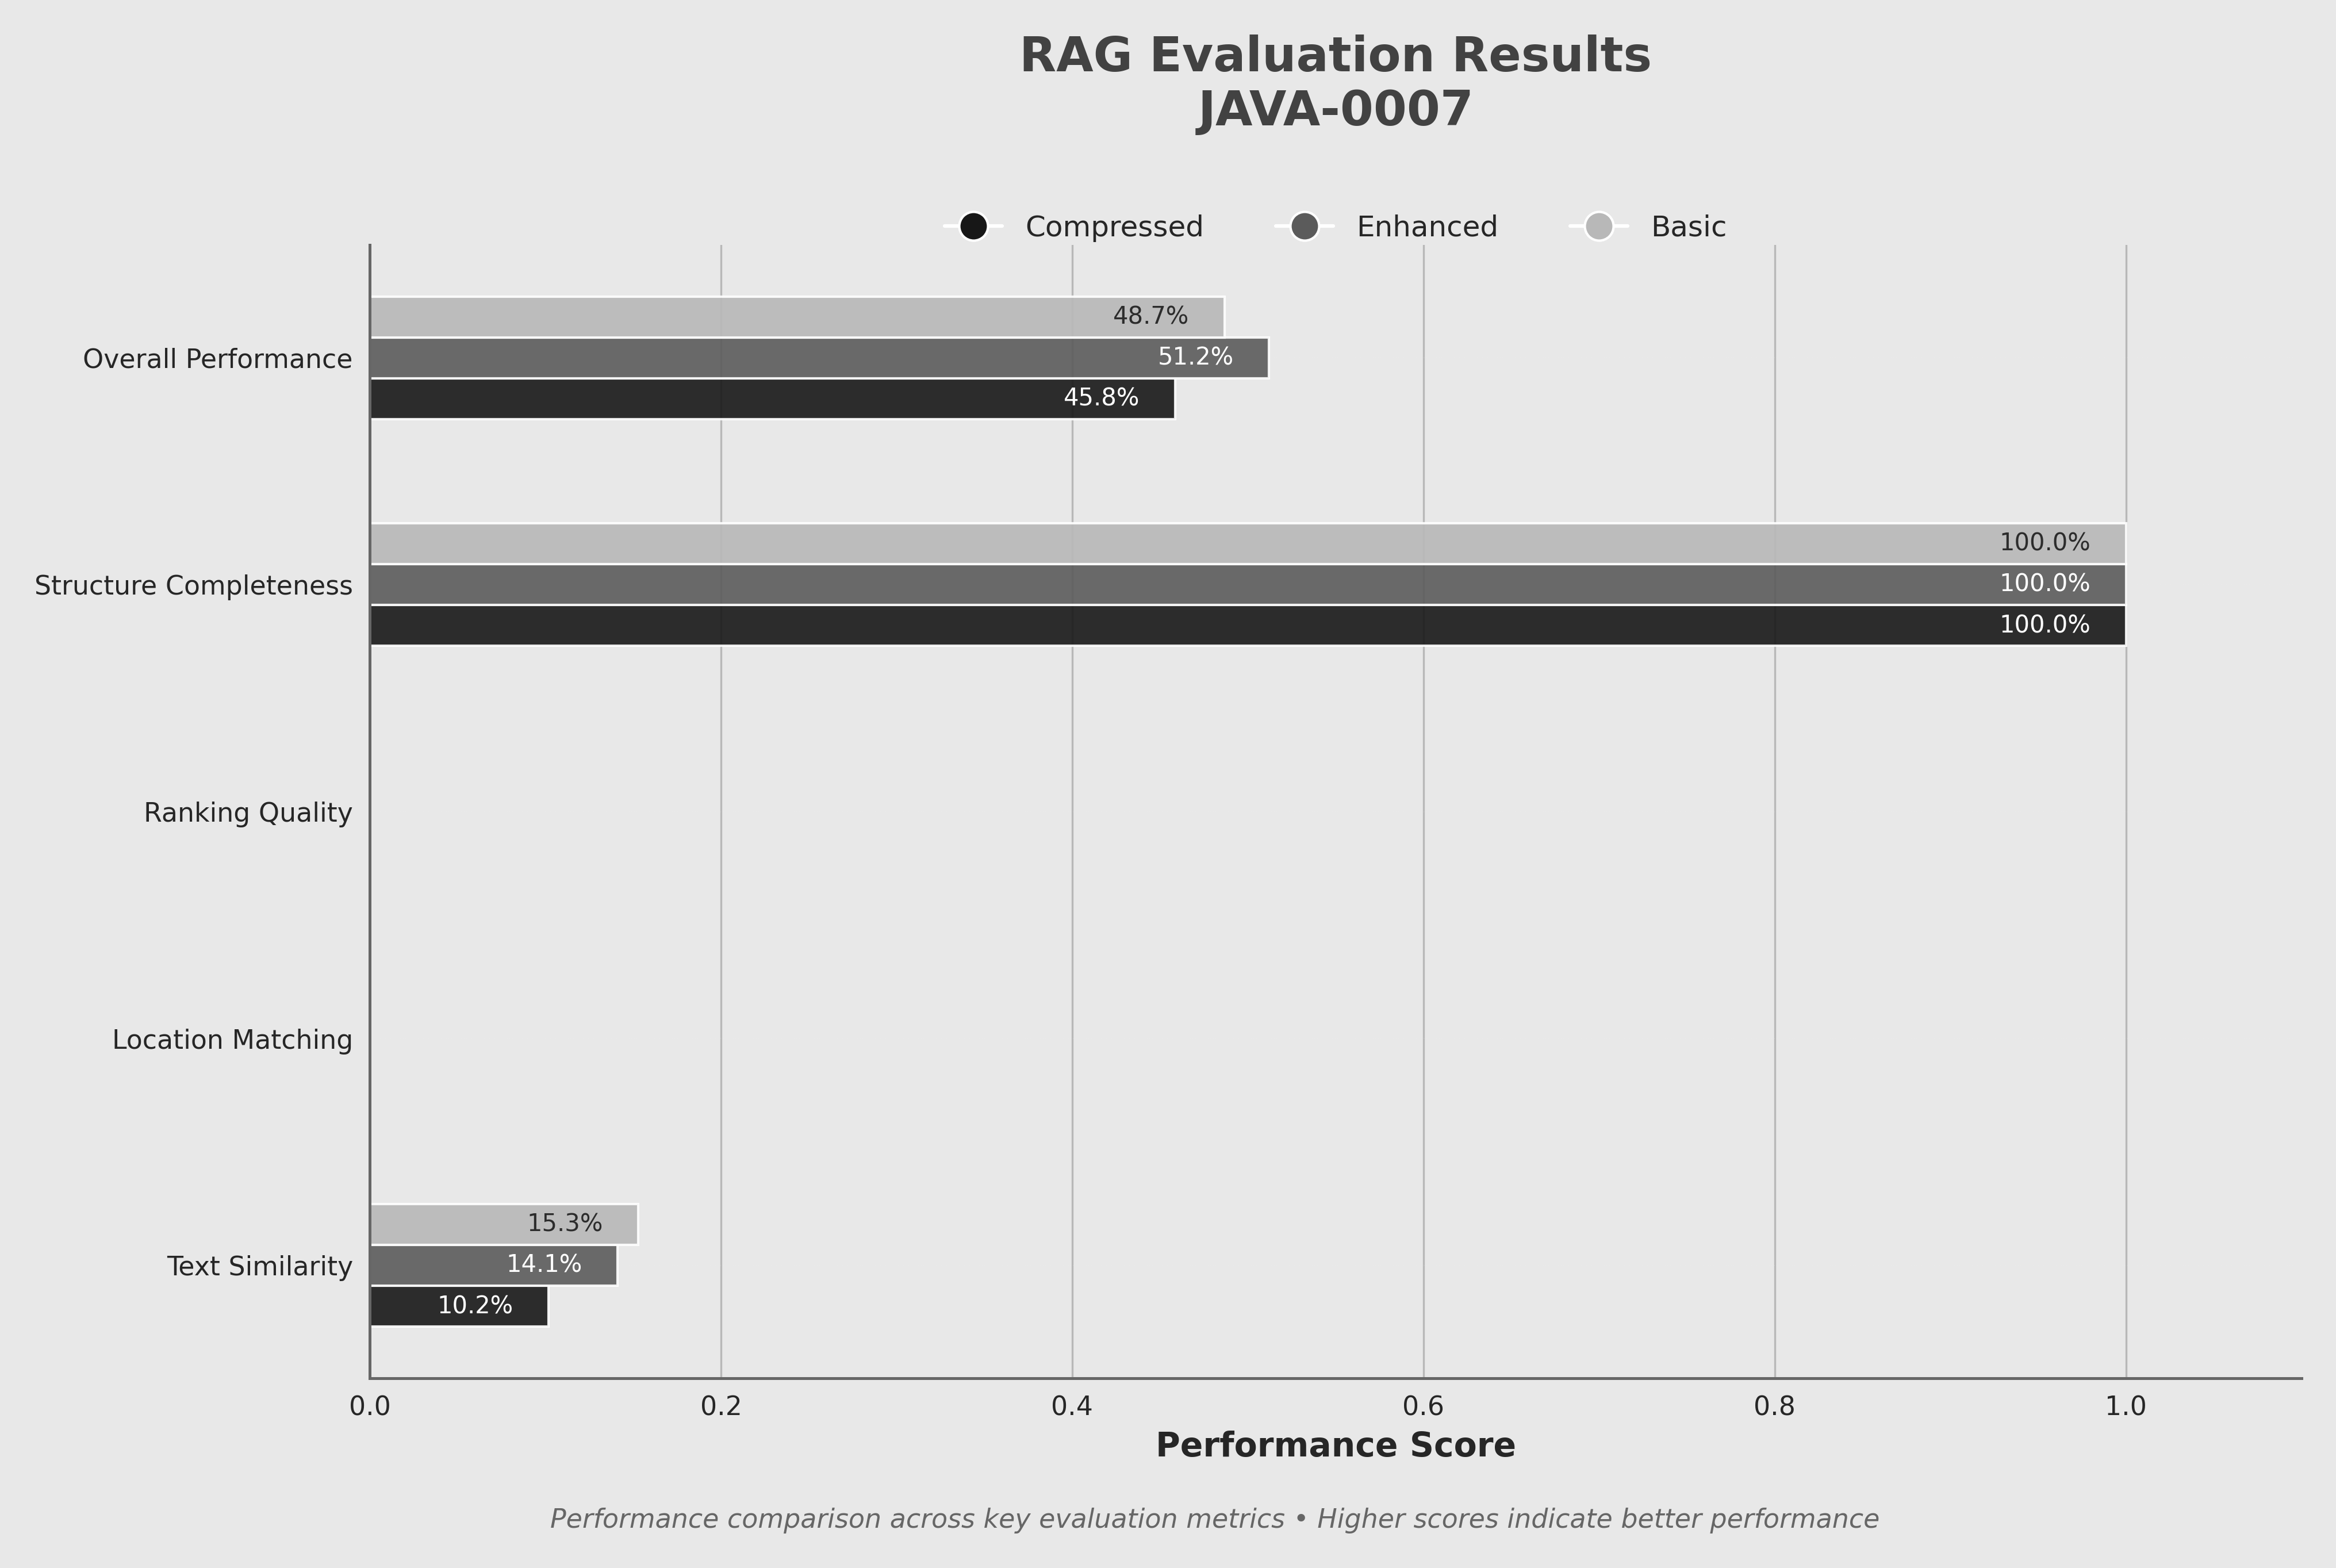 RAG Evaluation Results
JAVA-0007
Compressed Enhanced Basic
Overall Performance
48.7%
51.2%
45.8%
Structure Completeness
100.0%
100.0%
100.0%
Ranking Quality
Location Matching
Text Similarity
15.3%
14.1%
10.2%
0.0 0.2 0.4 0.6 0.8 1.0
Performance Score
Performance comparison across key evaluation metrics • Higher scores indicate better performance